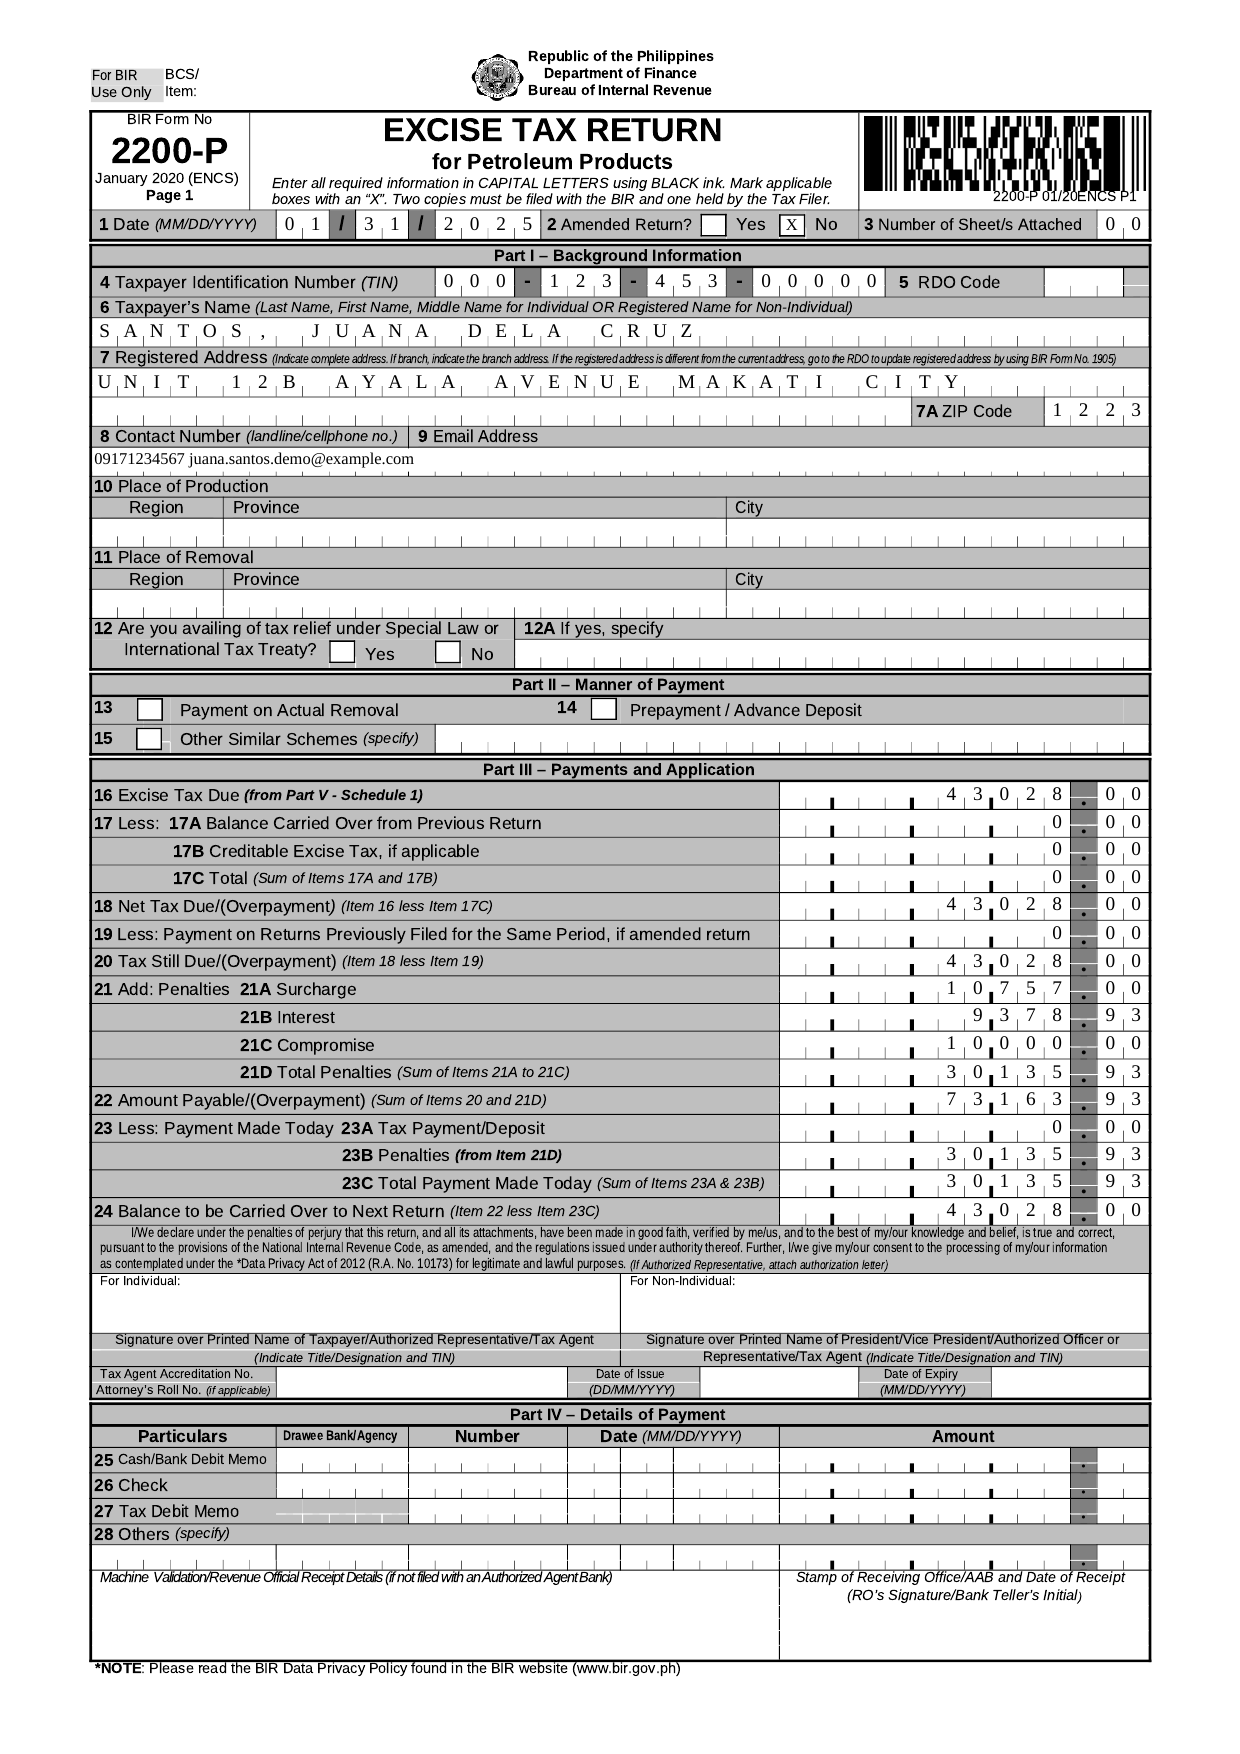 For BIR Use Only
BCS/
Item:
Republic of the Philippines
Department of Finance
Bureau of Internal Revenue
BIR Form No
2200-P
January 2020 (ENCS)
Page 1
EXCISE TAX RETURN
for Petroleum Products
Enter all required information in CAPITAL LETTERS using BLACK ink. Mark applicable
boxes with an “X”. Two copies must be filed with the BIR and one held by the Tax Filer.
2200-P 01/20ENCS P1
1 Date (MM/DD/YYYY) 01 / 31 / 2025 2 Amended Return? Yes X No 3 Number of Sheet/s Attached 00
Part I – Background Information
4 Taxpayer Identification Number (TIN) 000 - 123 - 453 - 00000 5 RDO Code
6 Taxpayer’s Name (Last Name, First Name, Middle Name for Individual OR Registered Name for Non-Individual)
SANTOS, JUANA DELA CRUZ
7 Registered Address (Indicate complete address. If branch, indicate the branch address. If the registered address is different from the current address, go to the RDO to update registered address by using BIR Form No. 1905)
UNIT 12B AYALA AVENUE MAKATI CITY
7A ZIP Code 1223
8 Contact Number (landline/cellphone no.) 9 Email Address
09171234567 juana.santos.demo@example.com
10 Place of Production
Region Province City
11 Place of Removal
Region Province City
12 Are you availing of tax relief under Special Law or 12A If yes, specify
International Tax Treaty? Yes No
Part II – Manner of Payment
13 Payment on Actual Removal 14 Prepayment / Advance Deposit
15 Other Similar Schemes (specify)
Part III – Payments and Application
16 Excise Tax Due (from Part V - Schedule 1) 43028.00
17 Less: 17A Balance Carried Over from Previous Return 0.00
17B Creditable Excise Tax, if applicable 0.00
17C Total (Sum of Items 17A and 17B) 0.00
18 Net Tax Due/(Overpayment) (Item 16 less Item 17C) 43028.00
19 Less: Payment on Returns Previously Filed for the Same Period, if amended return 0.00
20 Tax Still Due/(Overpayment) (Item 18 less Item 19) 43028.00
21 Add: Penalties 21A Surcharge 10757.00
21B Interest 9378.93
21C Compromise 10000.00
21D Total Penalties (Sum of Items 21A to 21C) 30135.93
22 Amount Payable/(Overpayment) (Sum of Items 20 and 21D) 73163.93
23 Less: Payment Made Today 23A Tax Payment/Deposit 0.00
23B Penalties (from Item 21D) 30135.93
23C Total Payment Made Today (Sum of Items 23A & 23B) 30135.93
24 Balance to be Carried Over to Next Return (Item 22 less Item 23C) 43028.00
I/We declare under the penalties of perjury that this return, and all its attachments, have been made in good faith, verified by me/us, and to the best of my/our knowledge and belief, is true and correct,
pursuant to the provisions of the National Internal Revenue Code, as amended, and the regulations issued under authority thereof. Further, I/we give my/our consent to the processing of my/our information
as contemplated under the *Data Privacy Act of 2012 (R.A. No. 10173) for legitimate and lawful purposes. (If Authorized Representative, attach authorization letter)
For Individual: For Non-Individual:
Signature over Printed Name of Taxpayer/Authorized Representative/Tax Agent Signature over Printed Name of President/Vice President/Authorized Officer or
(Indicate Title/Designation and TIN) Representative/Tax Agent (Indicate Title/Designation and TIN)
Tax Agent Accreditation No. Date of Issue Date of Expiry
Attorney’s Roll No. (if applicable) (DD/MM/YYYY) (MM/DD/YYYY)
Part IV – Details of Payment
Particulars Drawee Bank/Agency Number Date (MM/DD/YYYY) Amount
25 Cash/Bank Debit Memo
26 Check
27 Tax Debit Memo
28 Others (specify)
Machine Validation/Revenue Official Receipt Details (if not filed with an Authorized Agent Bank) Stamp of Receiving Office/AAB and Date of Receipt
(RO’s Signature/Bank Teller’s Initial)
*NOTE: Please read the BIR Data Privacy Policy found in the BIR website (www.bir.gov.ph)